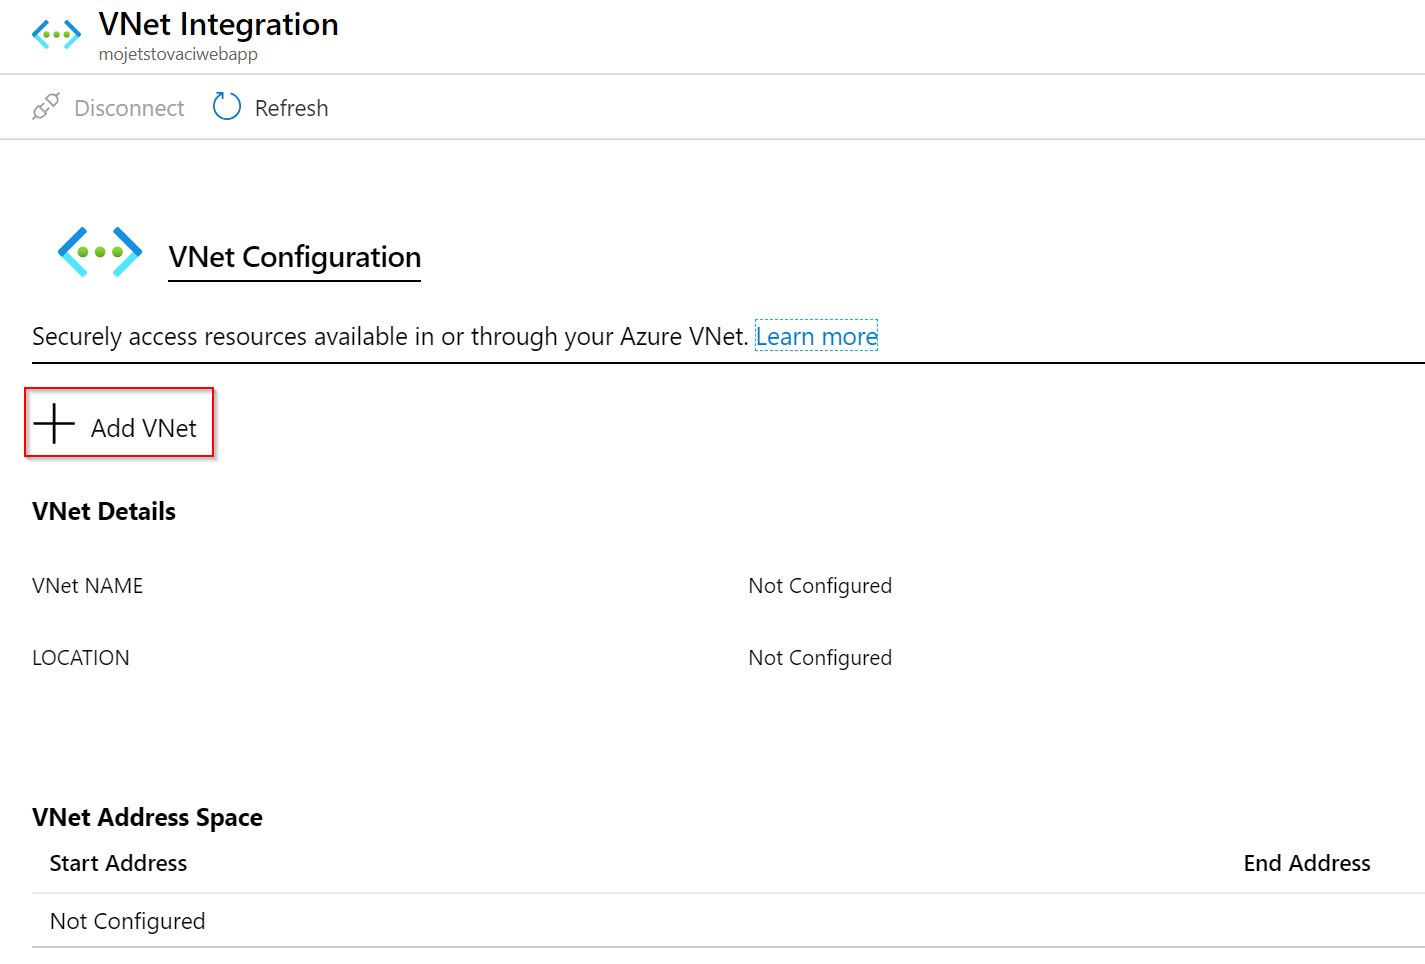 VNet Integration
mojetstovaciwebapp
Disconnect Refresh
VNet Configuration
Securely access resources available in or through your Azure VNet. Learn more
Add VNet
VNet Details
VNet NAME Not Configured
LOCATION Not Configured
VNet Address Space
Start Address End Address
Not Configured